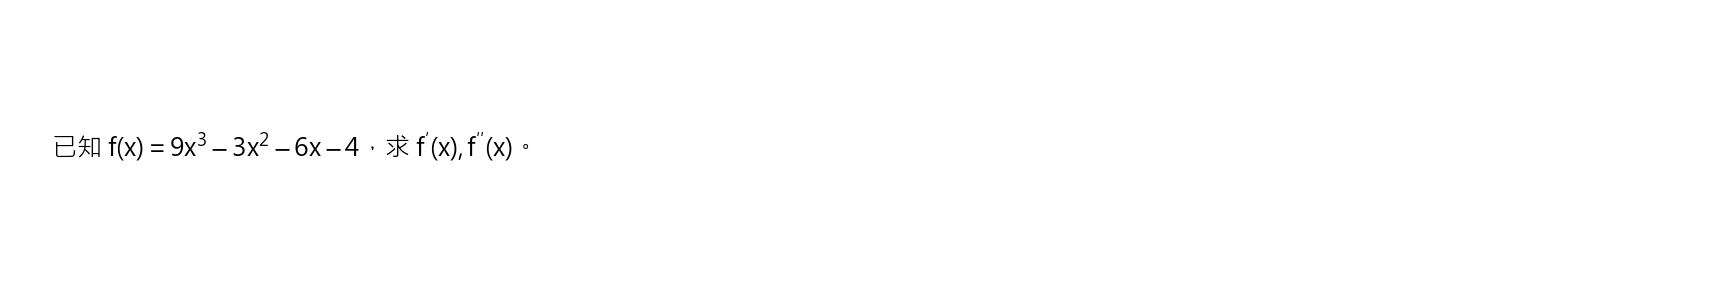 已知 f(x) = 9x³ – 3x² – 6x – 4，求 f′(x), f′′(x)。